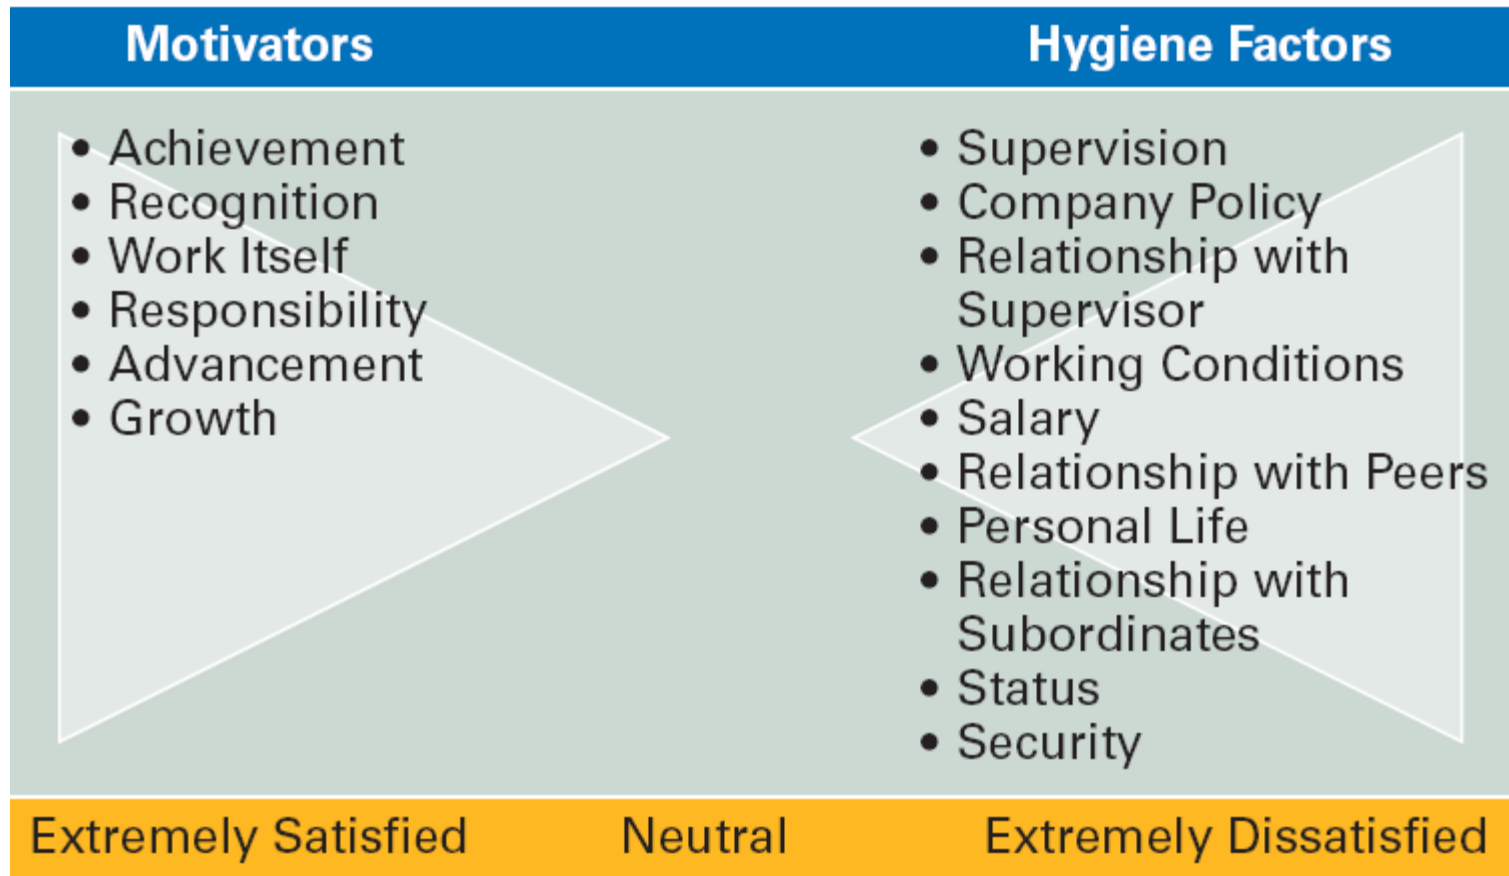 Motivators
Hygiene Factors
• Achievement
• Recognition
• Work Itself
• Responsibility
• Advancement
• Growth
• Supervision
• Company Policy
• Relationship with
Supervisor
• Working Conditions
• Salary
• Relationship with Peers
• Personal Life
• Relationship with
Subordinates
• Status
• Security
Extremely Satisfied
Neutral
Extremely Dissatisfied